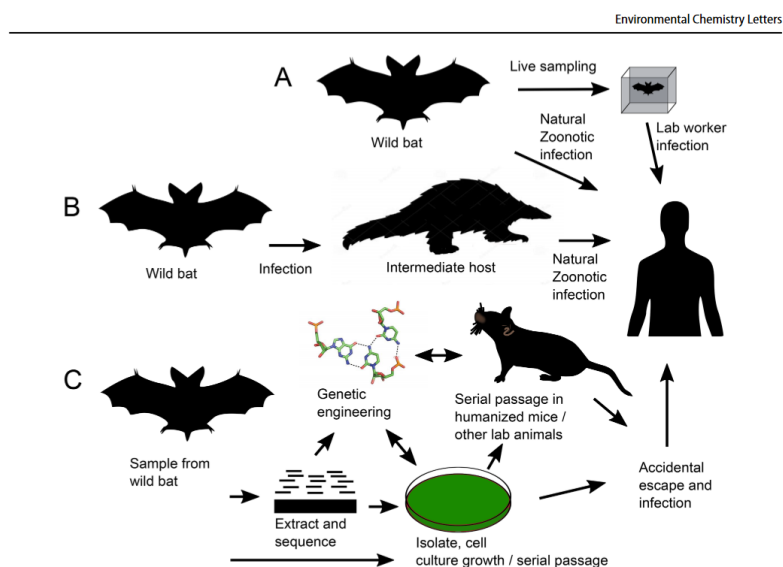 Environmental Chemistry Letters
A
Live sampling
Wild bat
Natural
Zoonotic
infection
Lab worker
infection
B
Wild bat
Infection
Intermediate host
Natural
Zoonotic
infection
C
Genetic
engineering
Serial passage in
humanized mice /
other lab animals
Sample from
wild bat
Extract and
sequence
Isolate, cell
culture growth / serial passage
Accidental
escape and
infection